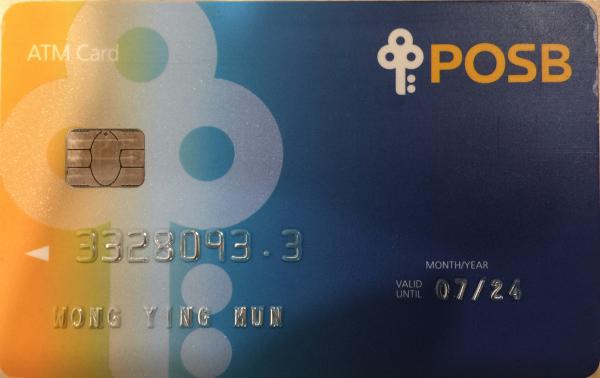 ATM Card
POSB
3328093.3
MONTH/YEAR
VALID UNTIL 07/24
WONG YING MUN